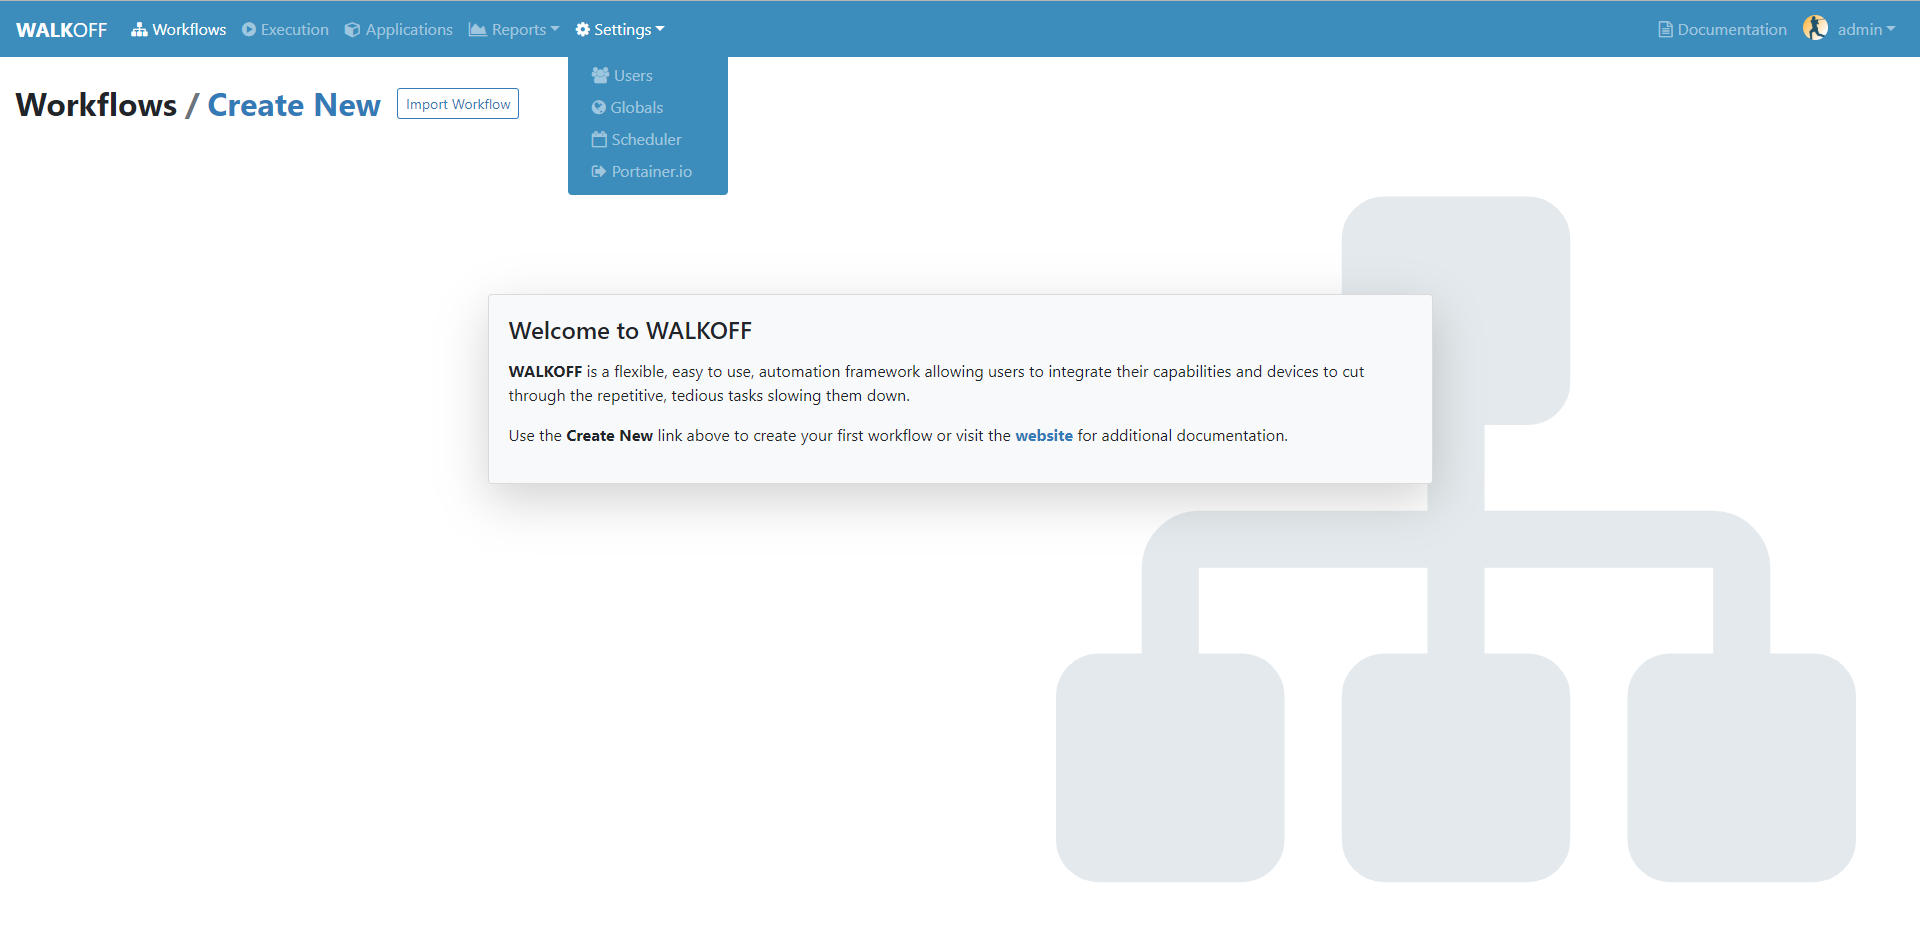 WALKOFF Workflows Execution Applications Reports Settings Documentation admin
Users
Globals
Scheduler
Portainer.io
Workflows / Create New Import Workflow
Welcome to WALKOFF
WALKOFF is a flexible, easy to use, automation framework allowing users to integrate their capabilities and devices to cut
through the repetitive, tedious tasks slowing them down.
Use the Create New link above to create your first workflow or visit the website for additional documentation.